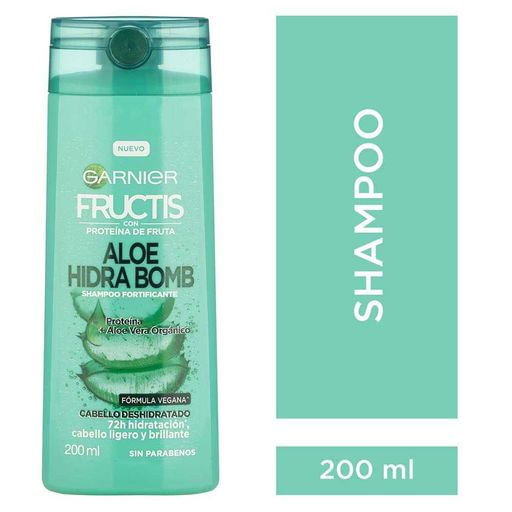 NUEVO
GARNIER
FRUCTIS
CON
PROTEÍNA DE FRUTA
ALOE
HIDRA BOMB
SHAMPOO FORTIFICANTE
Proteína
+ Aloe Vera Orgánico
FÓRMULA VEGANA*
CABELLO DESHIDRATADO
72h hidratación*,
cabello ligero y brillante
200 ml
SIN PARABENOS
SHAMPOO
200 ml